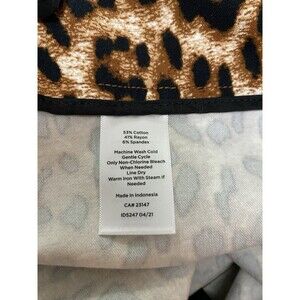 53% Cotton
41% Rayon
6% Spandex
Machine Wash Cold
Gentle Cycle
Only Non-Chlorine Bleach
When Needed
Line Dry
Warm Iron With Steam if
Needed
Made in Indonesia
CA# 23147
IDS247 04/21